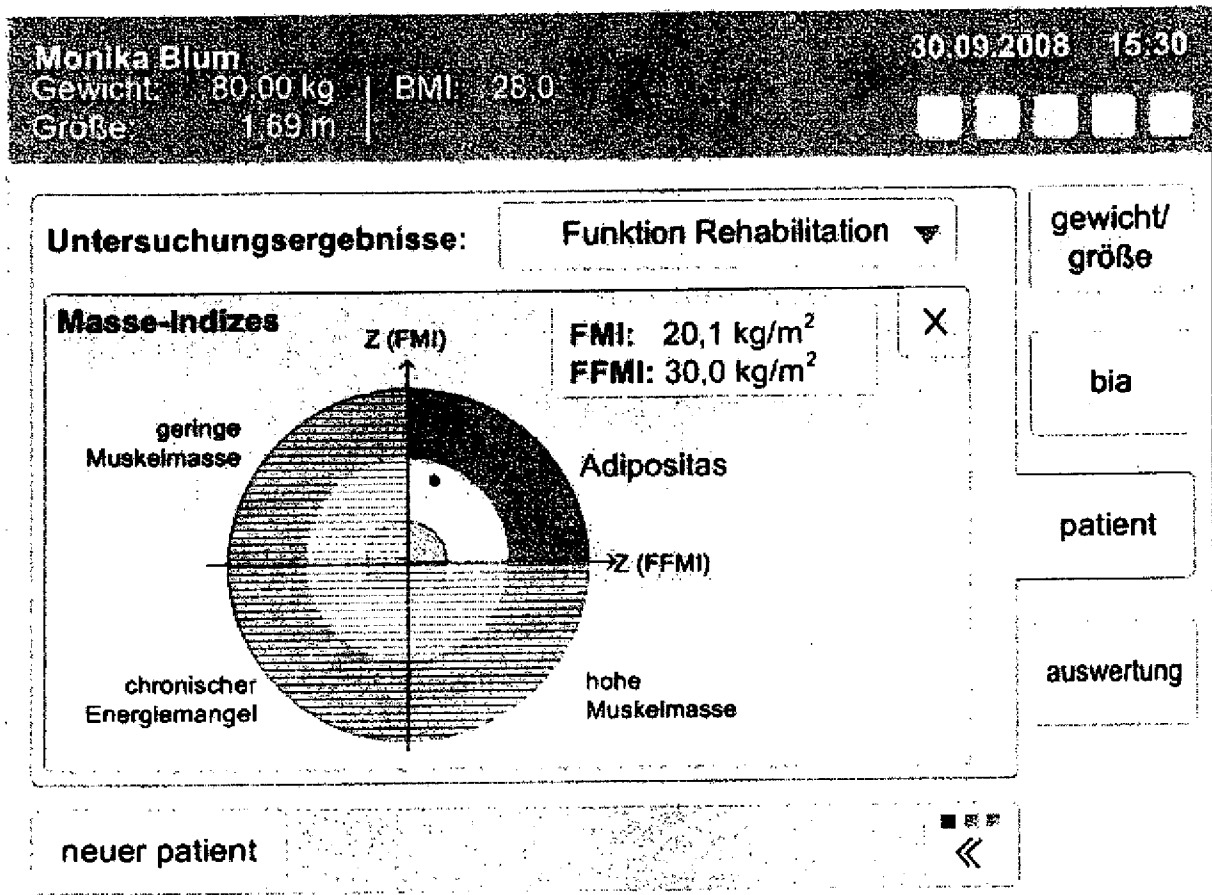 Monika Blum
30.09.2008 15:30
Gewicht: 80,00 kg BMI: 28,0
Größe: 1,69 m
Untersuchungsergebnisse:
Funktion Rehabilitation
gewicht/
größe
Masse-Indizes
FMI: 20,1 kg/m²
FFMI: 30,0 kg/m²
X
Z (FMI)
geringe
Muskelmasse
Adipositas
Z (FFMI)
chronischer
Energiemangel
hohe
Muskelmasse
bia
patient
auswertung
neuer patient